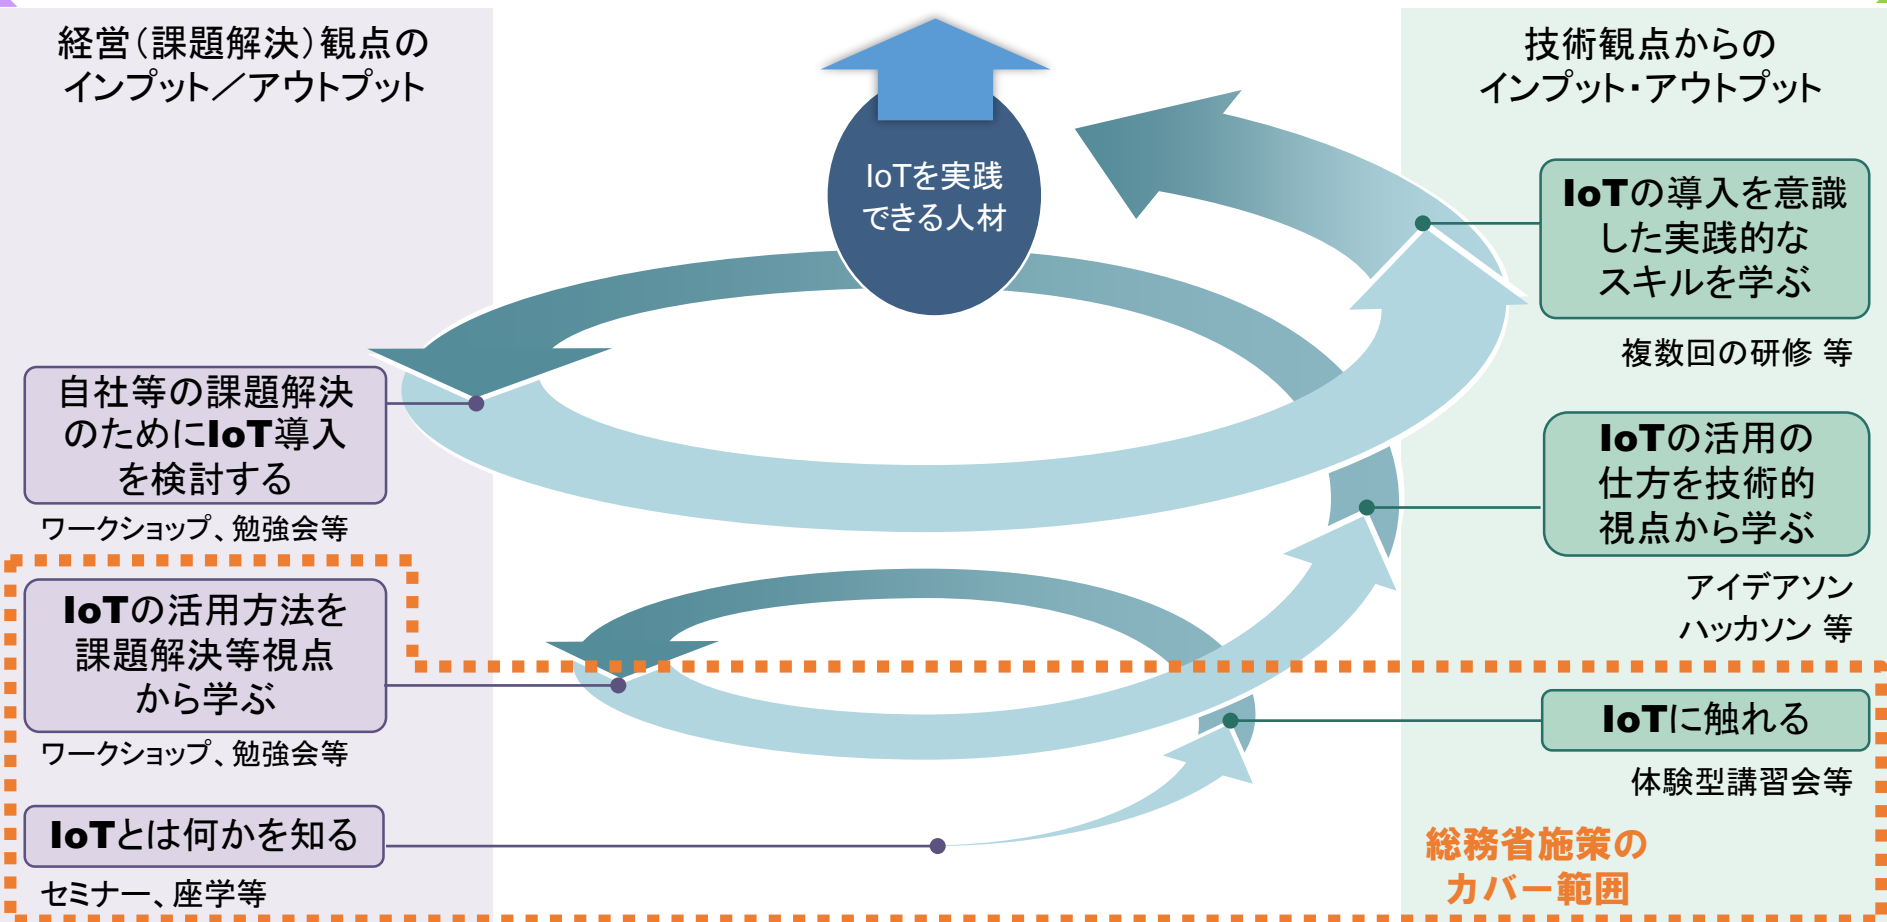 経営（課題解決）観点の
インプット／アウトプット
技術観点からの
インプット・アウトプット
IoTを実践
できる人材
IoTの導入を意識
した実践的な
スキルを学ぶ
複数回の研修 等
自社等の課題解決
のためにIoT導入
を検討する
ワークショップ、勉強会等
IoTの活用の
仕方を技術的
視点から学ぶ
アイデアソン
ハッカソン 等
IoTの活用方法を
課題解決等視点
から学ぶ
ワークショップ、勉強会等
IoTに触れる
体験型講習会等
IoTとは何かを知る
セミナー、座学等
総務省施策の
カバー範囲